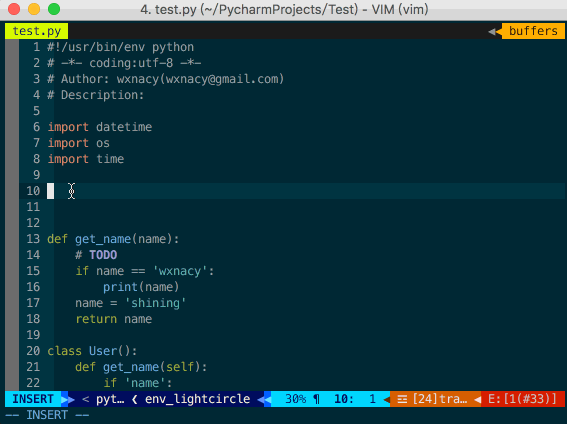 4. test.py (~/PycharmProjects/Test) - VIM (vim)
test.py buffers
1 #!/usr/bin/env python
2 # -*- coding:utf-8 -*-
3 # Author: wxnacy(wxnacy@gmail.com)
4 # Description:
5
6 import datetime
7 import os
8 import time
9
10
11
12
13 def get_name(name):
14     # TODO
15     if name == 'wxnacy':
16         print(name)
17     name = 'shining'
18     return name
19
20 class User():
21     def get_name(self):
22         if 'name':
INSERT < pyt… ❮ env_lightcircle 30% ¶ 10: 1 ☲ [24]tra… E:[1(#33)]
-- INSERT --